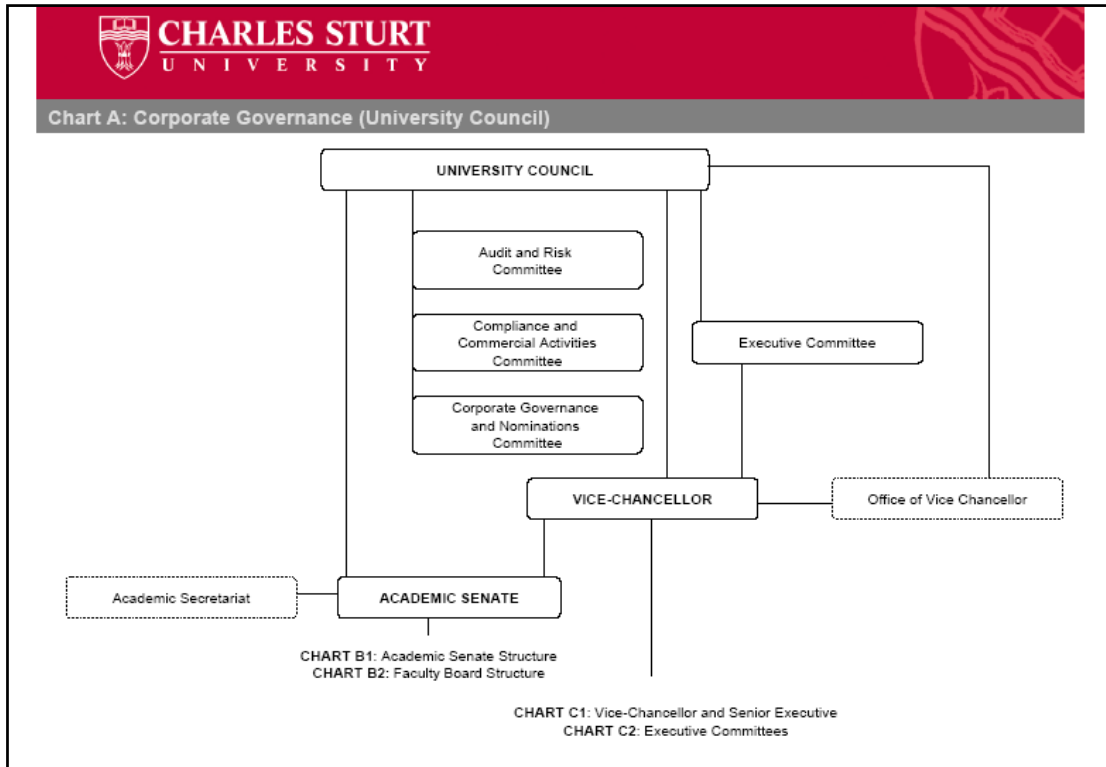 CHARLES STURT
UNIVERSITY
Chart A: Corporate Governance (University Council)
UNIVERSITY COUNCIL
Audit and Risk
Committee
Compliance and
Commercial Activities
Committee
Executive Committee
Corporate Governance
and Nominations
Committee
VICE-CHANCELLOR
Office of Vice Chancellor
Academic Secretariat
ACADEMIC SENATE
CHART B1: Academic Senate Structure
CHART B2: Faculty Board Structure
CHART C1: Vice-Chancellor and Senior Executive
CHART C2: Executive Committees